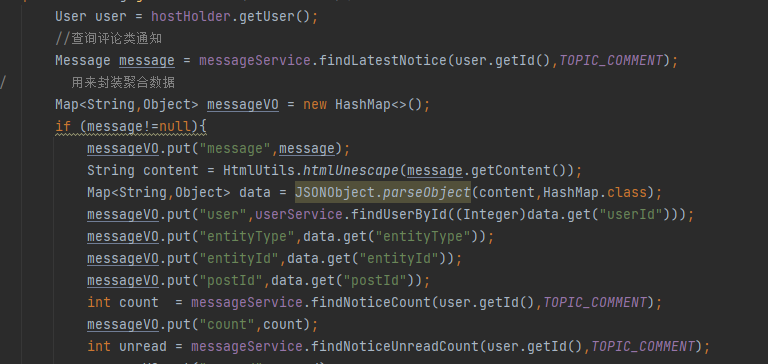 User user = hostHolder.getUser();
//查询评论类通知
Message message = messageService.findLatestNotice(user.getId(),TOPIC_COMMENT);
/ 用来封装聚合数据
Map<String,Object> messageVO = new HashMap<>();
if (message!=null){
messageVO.put("message",message);
String content = HtmlUtils.htmlUnescape(message.getContent());
Map<String,Object> data = JSONObject.parseObject(content,HashMap.class);
messageVO.put("user",userService.findUserById((Integer)data.get("userId")));
messageVO.put("entityType",data.get("entityType"));
messageVO.put("entityId",data.get("entityId"));
messageVO.put("postId",data.get("postId"));
int count  = messageService.findNoticeCount(user.getId(),TOPIC_COMMENT);
messageVO.put("count",count);
int unread = messageService.findNoticeUnreadCount(user.getId(),TOPIC_COMMENT);